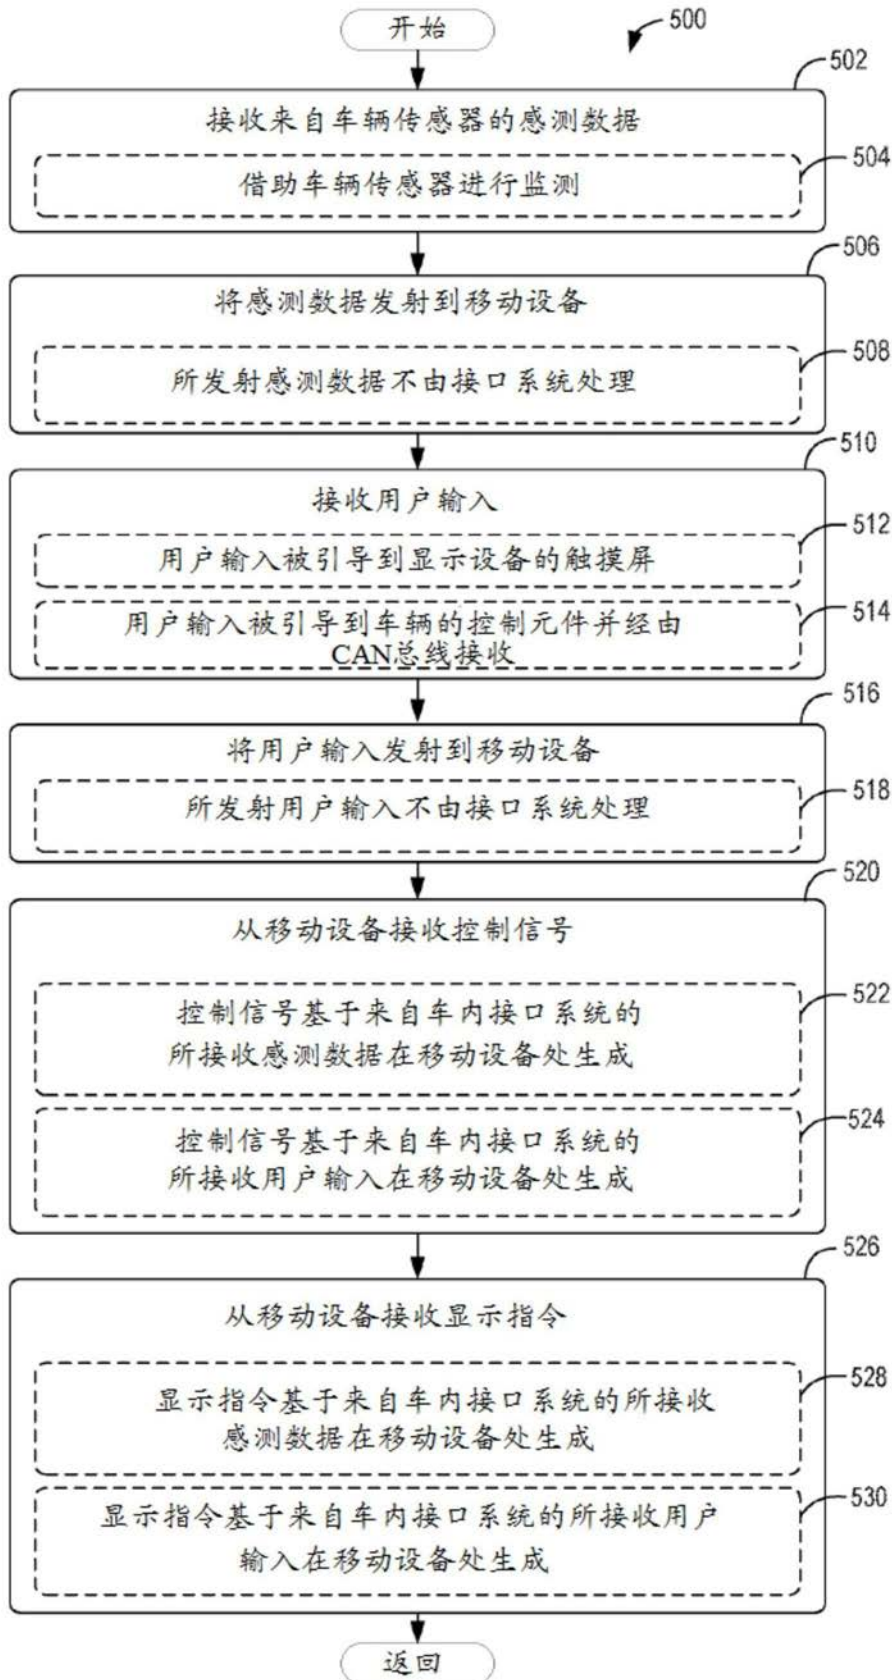 开始
500
502
接收来自车辆传感器的感测数据
504
借助车辆传感器进行监测
506
将感测数据发射到移动设备
508
所发射感测数据不由接口系统处理
510
接收用户输入
512
用户输入被引导到显示设备的触摸屏
514
用户输入被引导到车辆的控制元件并经由
CAN总线接收
516
将用户输入发射到移动设备
518
所发射用户输入不由接口系统处理
520
从移动设备接收控制信号
522
控制信号基于来自车内接口系统的
所接收感测数据在移动设备处生成
524
控制信号基于来自车内接口系统的
所接收用户输入在移动设备处生成
526
从移动设备接收显示指令
528
显示指令基于来自车内接口系统的所接收
感测数据在移动设备处生成
530
显示指令基于来自车内接口系统的所接收用户
输入在移动设备处生成
返回